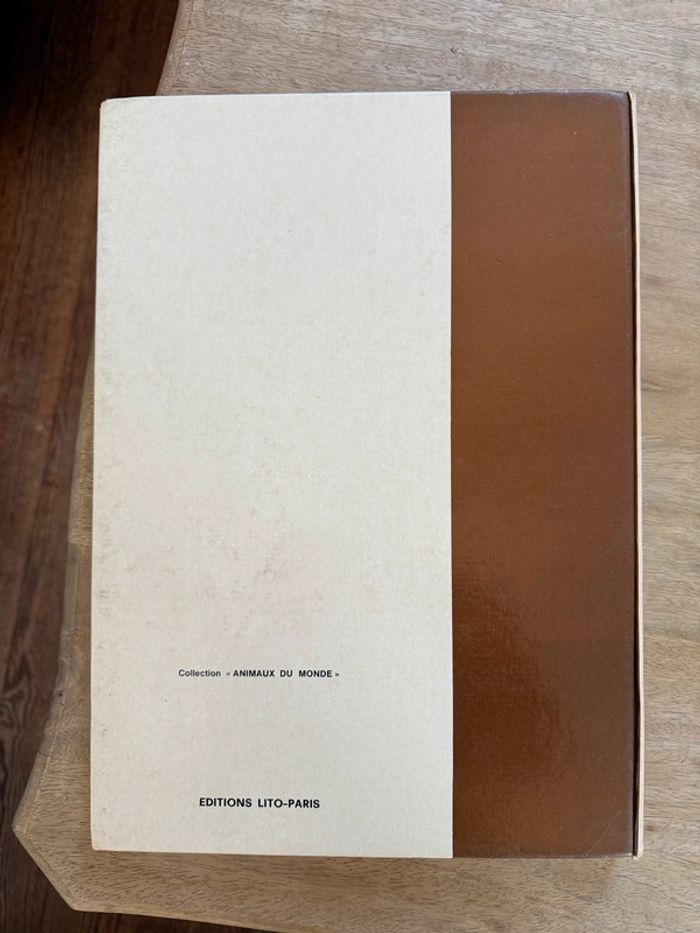 Collection « ANIMAUX DU MONDE »
EDITIONS LITO-PARIS